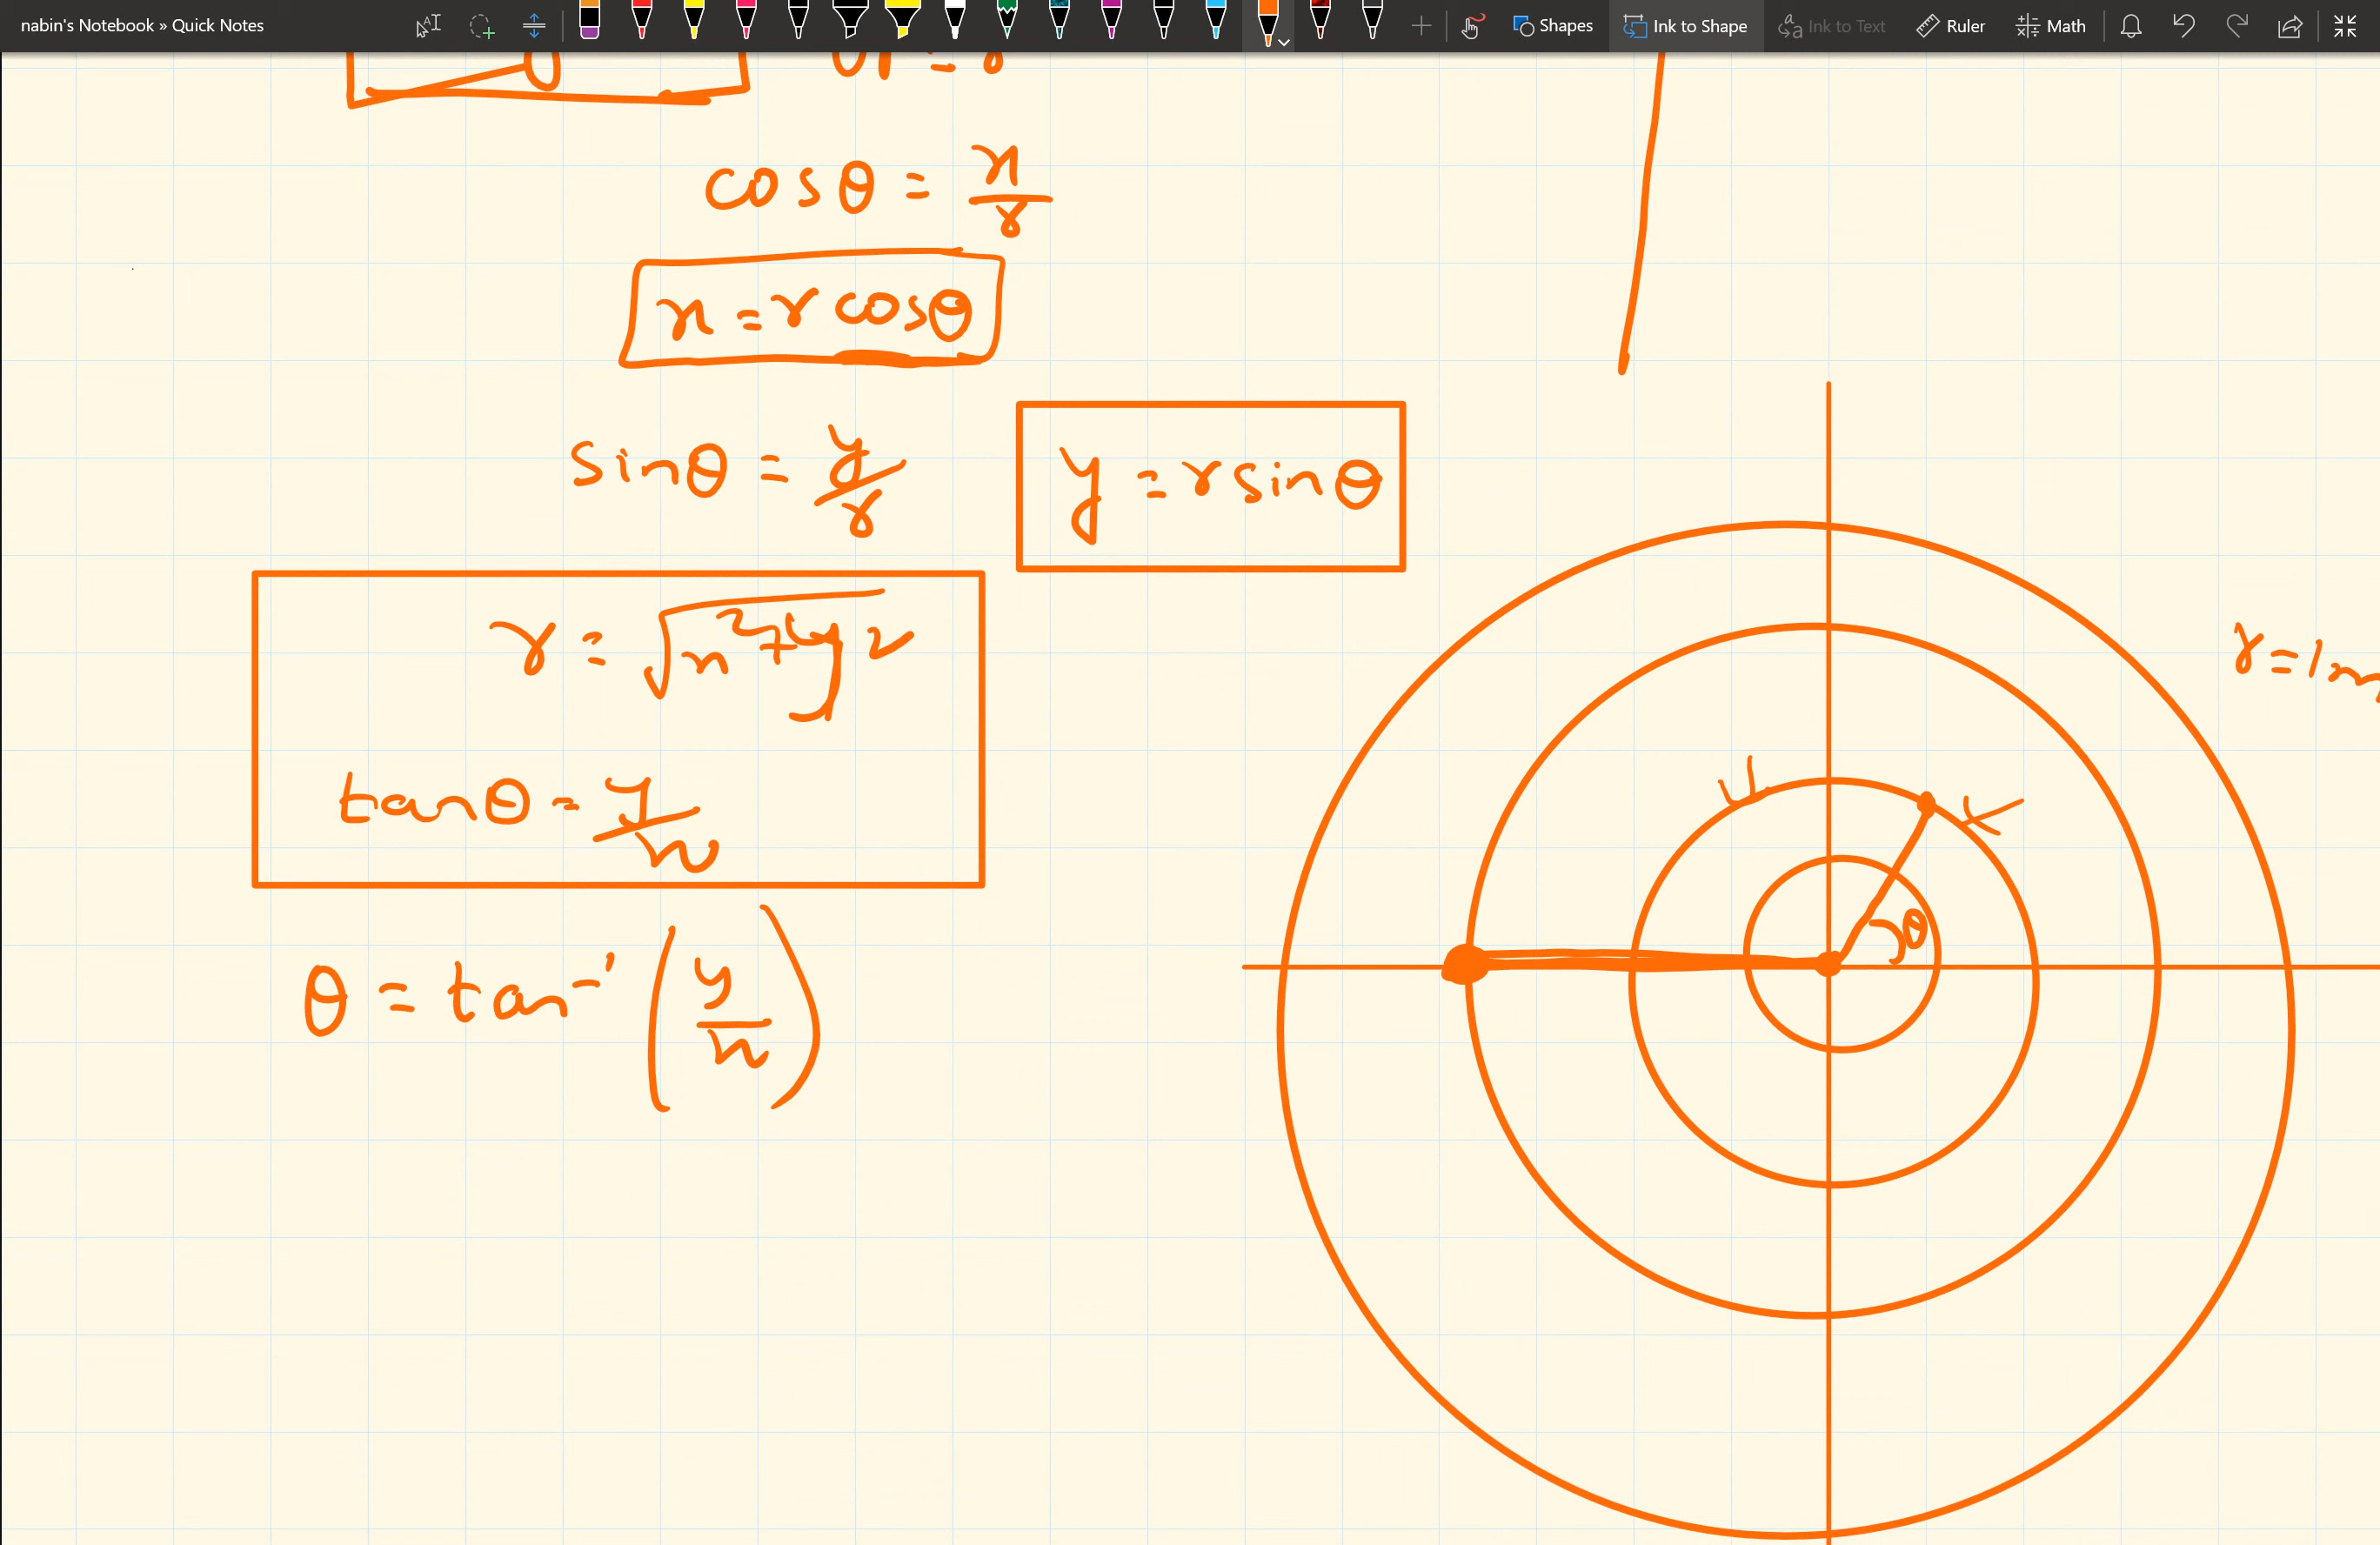 nabin's Notebook » Quick Notes
Shapes
Ink to Shape
Ink to Text
Ruler
Math
cosθ = x/r
x = r cosθ
sinθ = y/r
y = r sinθ
r = √x² + y²
tanθ = y/x
θ = tan⁻¹ (y/x)
θ
r = 1m